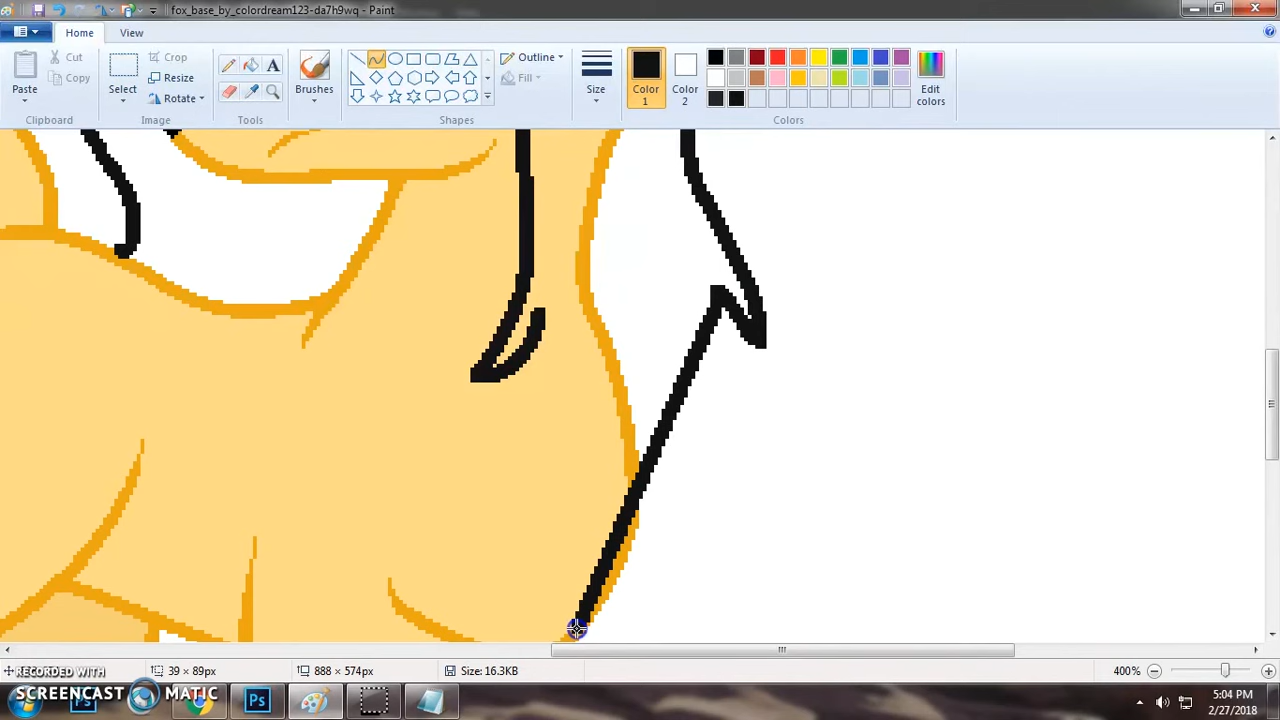 fox_base_by_colordream123-da7h9wq - Paint
Home
View
Paste
Cut
Copy
Clipboard
Select
Crop
Resize
Rotate
Image
A
Tools
Brushes
Outline
Fill
Shapes
Size
Color 1
Color 2
Edit colors
Colors
39 × 89px
888 × 574px
Size: 16.3KB
400%
RECORDED WITH
SCREENCAST MATIC
Ps
Ps
5:04 PM
2/27/2018